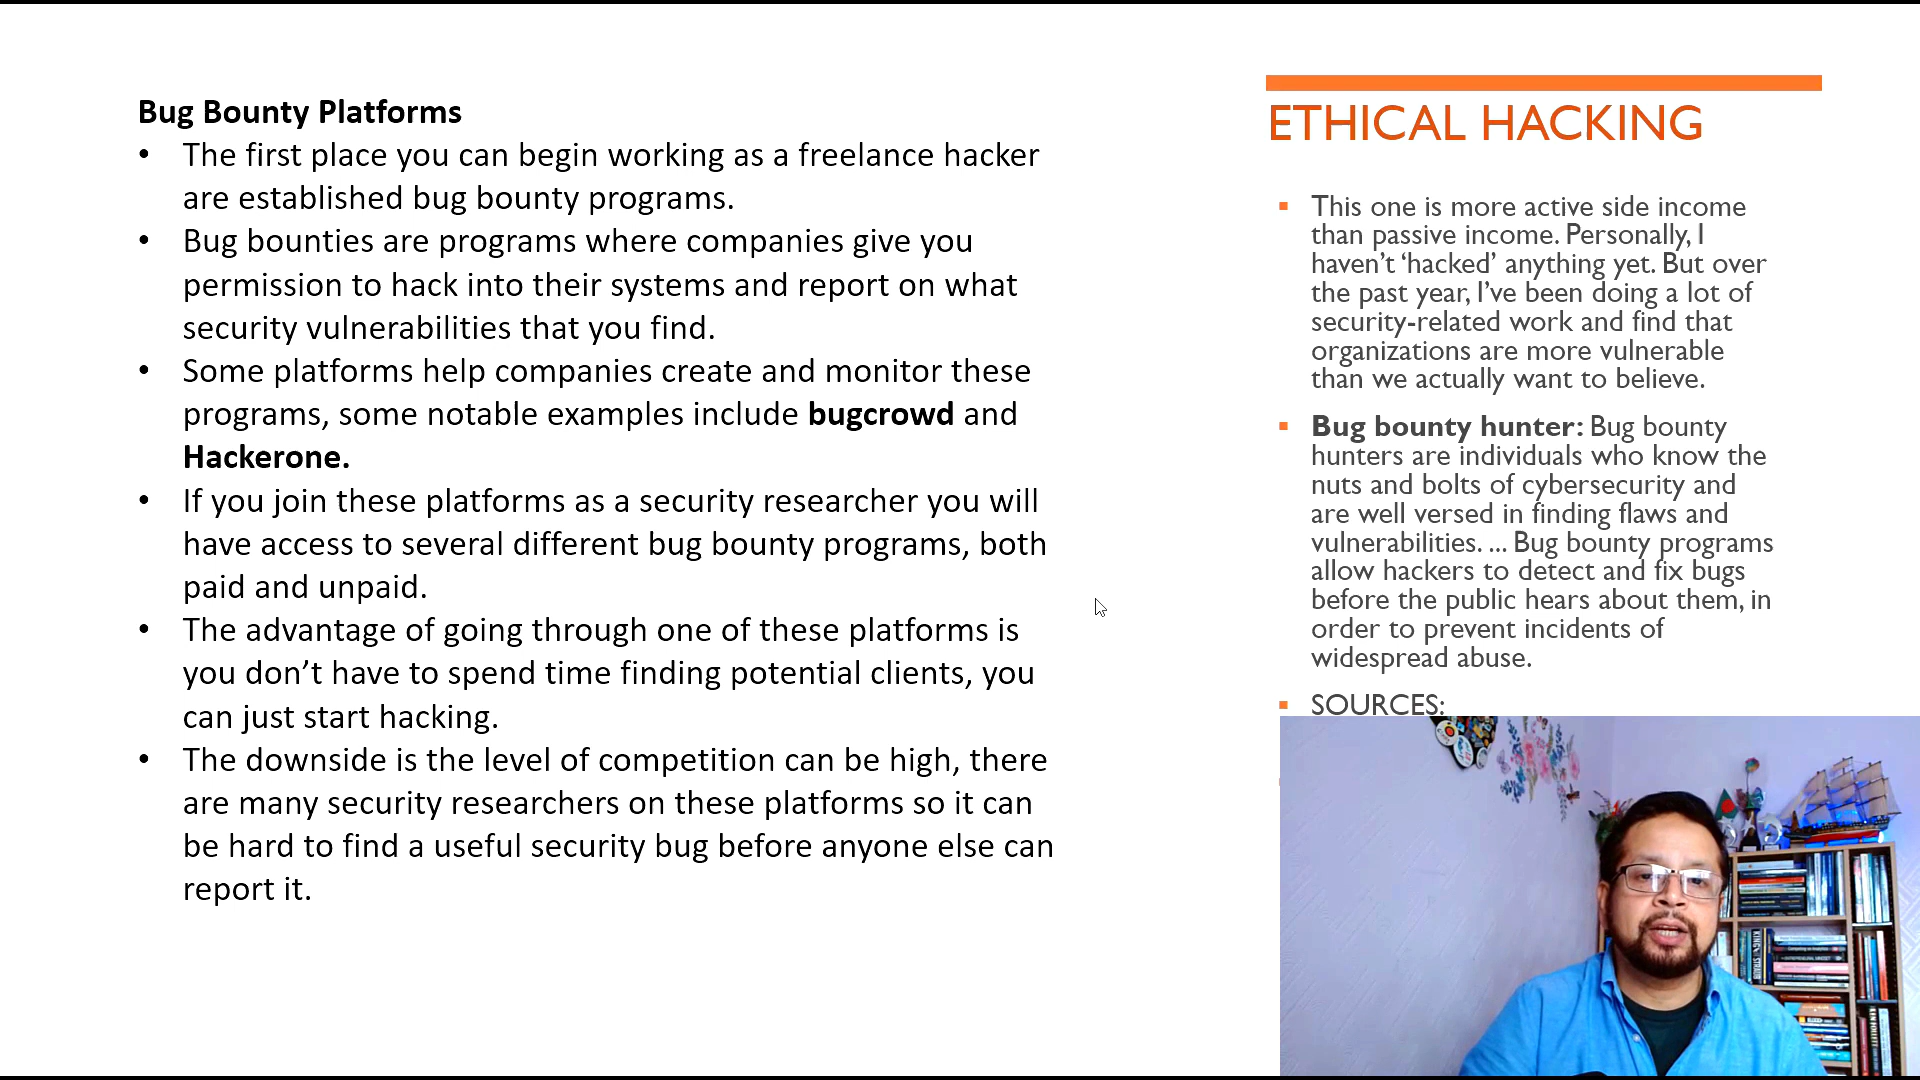 Bug Bounty Platforms
• The first place you can begin working as a freelance hacker
are established bug bounty programs.
• Bug bounties are programs where companies give you
permission to hack into their systems and report on what
security vulnerabilities that you find.
• Some platforms help companies create and monitor these
programs, some notable examples include bugcrowd and
Hackerone.
• If you join these platforms as a security researcher you will
have access to several different bug bounty programs, both
paid and unpaid.
• The advantage of going through one of these platforms is
you don’t have to spend time finding potential clients, you
can just start hacking.
• The downside is the level of competition can be high, there
are many security researchers on these platforms so it can
be hard to find a useful security bug before anyone else can
report it.
ETHICAL HACKING
▪ This one is more active side income
than passive income. Personally, I
haven’t ‘hacked’ anything yet. But over
the past year, I’ve been doing a lot of
security-related work and find that
organizations are more vulnerable
than we actually want to believe.
▪ Bug bounty hunter: Bug bounty
hunters are individuals who know the
nuts and bolts of cybersecurity and
are well versed in finding flaws and
vulnerabilities. ... Bug bounty programs
allow hackers to detect and fix bugs
before the public hears about them, in
order to prevent incidents of
widespread abuse.
▪ SOURCES: